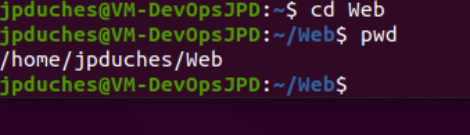 jpduches@VM-DevOpsJPD:~$ cd Web
jpduches@VM-DevOpsJPD:~/Web$ pwd
/home/jpduches/Web
jpduches@VM-DevOpsJPD:~/Web$